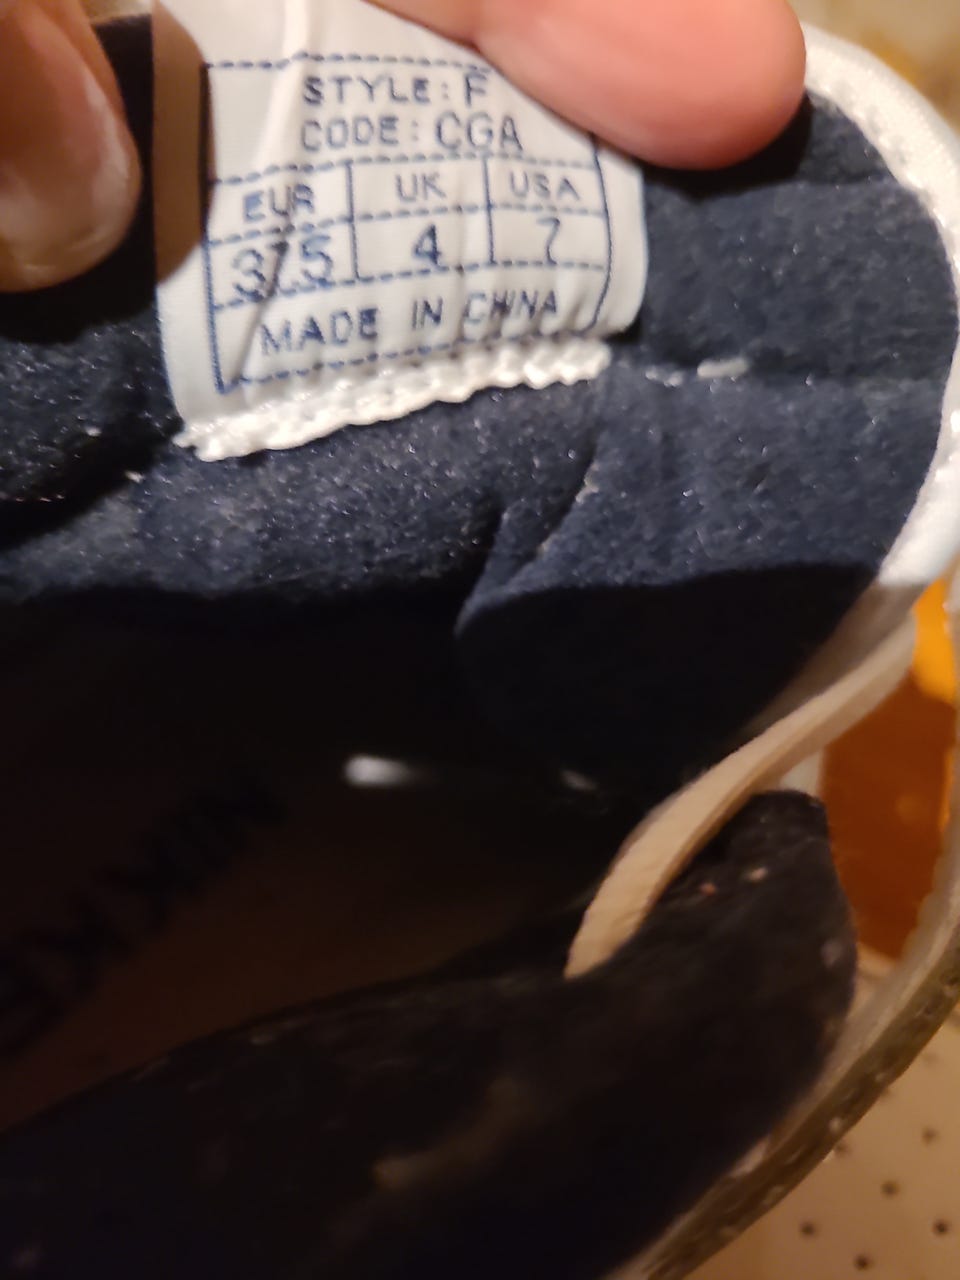 STYLE: F
CODE: CGA
EUR UK USA
37.5 4 7
MADE IN CHINA